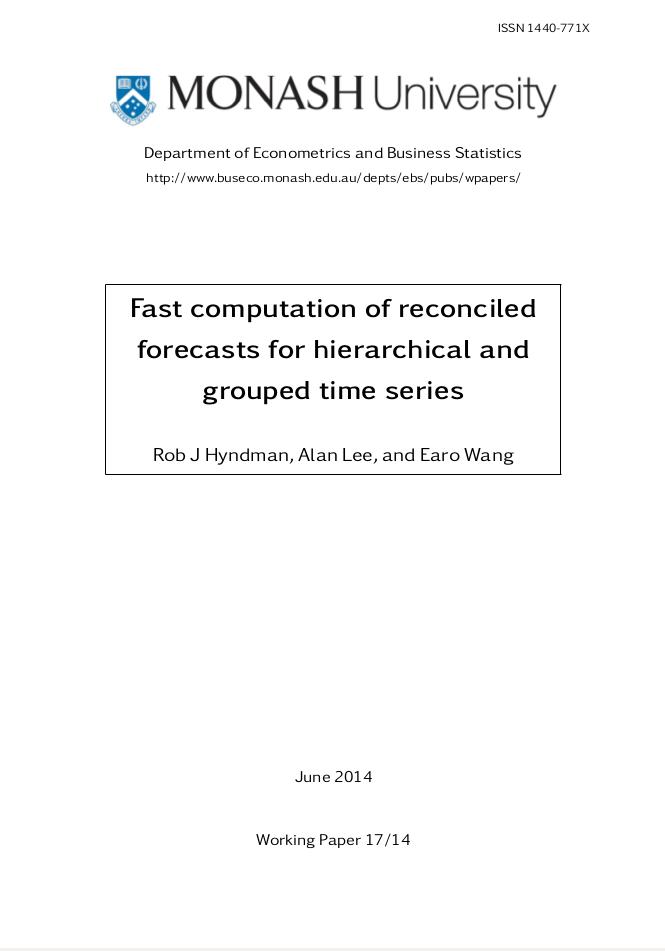 ISSN 1440-771X
MONASH University
Department of Econometrics and Business Statistics
http://www.buseco.monash.edu.au/depts/ebs/pubs/wpapers/
Fast computation of reconciled
forecasts for hierarchical and
grouped time series
Rob J Hyndman, Alan Lee, and Earo Wang
June 2014
Working Paper 17/14